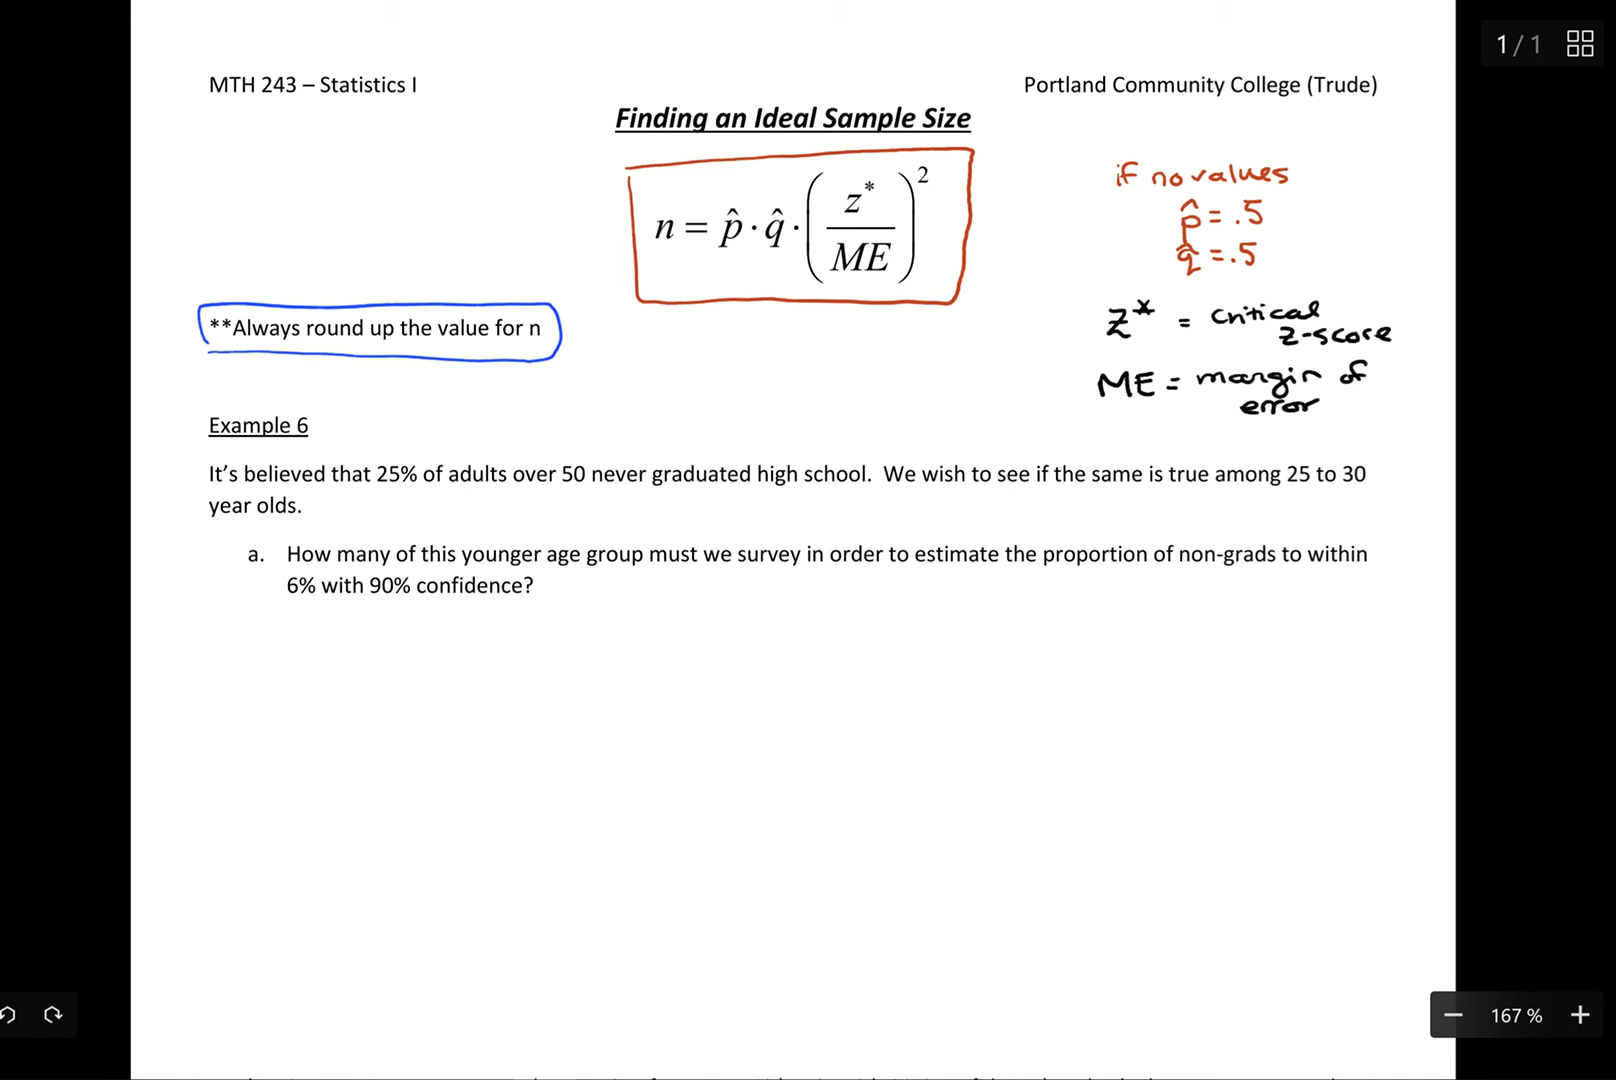 1 / 1
MTH 243 – Statistics I
Portland Community College (Trude)
Finding an Ideal Sample Size
n = p̂ · q̂ · (z* / ME)²
if no values
p̂ = .5
q̂ = .5
**Always round up the value for n
z* = critical
z-score
ME = margin of
error
Example 6
It’s believed that 25% of adults over 50 never graduated high school. We wish to see if the same is true among 25 to 30
year olds.
a. How many of this younger age group must we survey in order to estimate the proportion of non-grads to within
6% with 90% confidence?
167 %